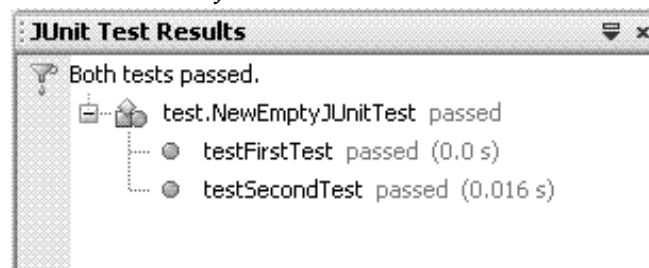 JUnit Test Results
Both tests passed.
test.NewEmptyJUnitTest passed
testFirstTest passed (0.0 s)
testSecondTest passed (0.016 s)